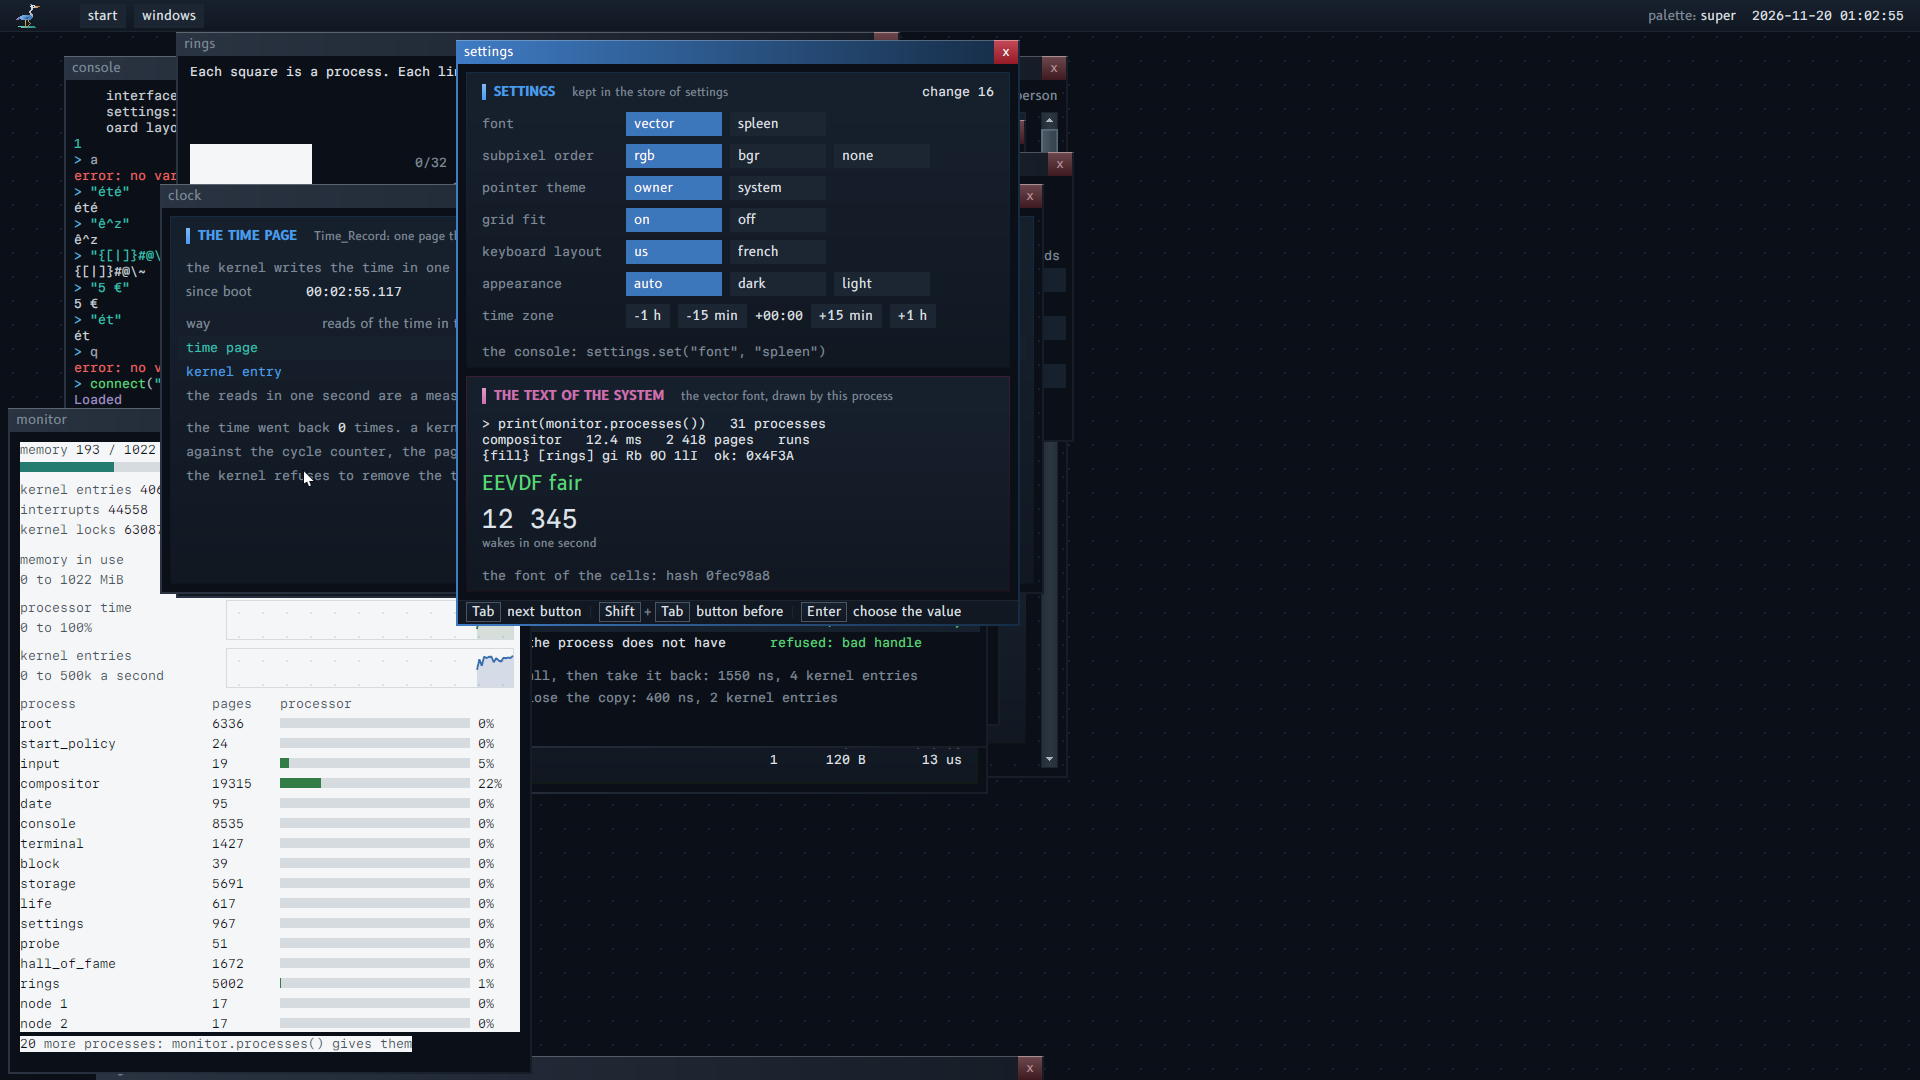 start windows palette: super 2026-11-20 01:02:55
rings
Each square is a process. Each
0/32
console
interface
settings:
oard
1
> a
error: no
> "été"
été
> "ê^z"
ê^z
> "{[|]}#@\
{[|]}#@\~
> "5 €"
5 €
> "ét"
ét
> q
error: no
> connect("
Loaded
x
x
x
clock
THE TIME PAGE Time_Record: one page
the kernel writes the time in one
since boot 00:02:55.117
way reads of the time in
time page
kernel entry
the reads in one second are a
the time went back 0 times. a
against the cycle counter, the
the kernel refuses to remove the
settings x
SETTINGS kept in the store of settings change 16
font vector spleen
subpixel order rgb bgr none
pointer theme owner system
grid fit on off
keyboard layout us french
appearance auto dark light
time zone -1 h -15 min +00:00 +15 min +1 h
the console: settings.set("font", "spleen")
THE TEXT OF THE SYSTEM the vector font, drawn by this process
> print(monitor.processes()) 31 processes
compositor 12.4 ms 2 418 pages runs
{fill} [rings] gi Rb 0O 1lI ok: 0x4F3A
EEVDF fair
12 345
wakes in one second
the font of the cells: hash 0fec98a8
Tab next button Shift + Tab button before Enter choose the value
the process does not have refused: bad handle
then take it back: 1550 ns, 4 kernel entries
the copy: 400 ns, 2 kernel entries
1 120 B 13 us
monitor
memory 193 / 1022
kernel entries
interrupts 44558
kernel locks
memory in use
0 to 1022 MiB
processor time
0 to 100%
kernel entries
0 to 500k a second
process pages processor
root 6336 0%
start_policy 24 0%
input 19 5%
compositor 19315 22%
date 95 0%
console 8535 0%
terminal 1427 0%
block 39 0%
storage 5691 0%
life 617 0%
settings 967 0%
probe 51 0%
hall_of_fame 1672 0%
rings 5002 1%
node 1 17 0%
node 2 17 0%
20 more processes: monitor.processes() gives them
x